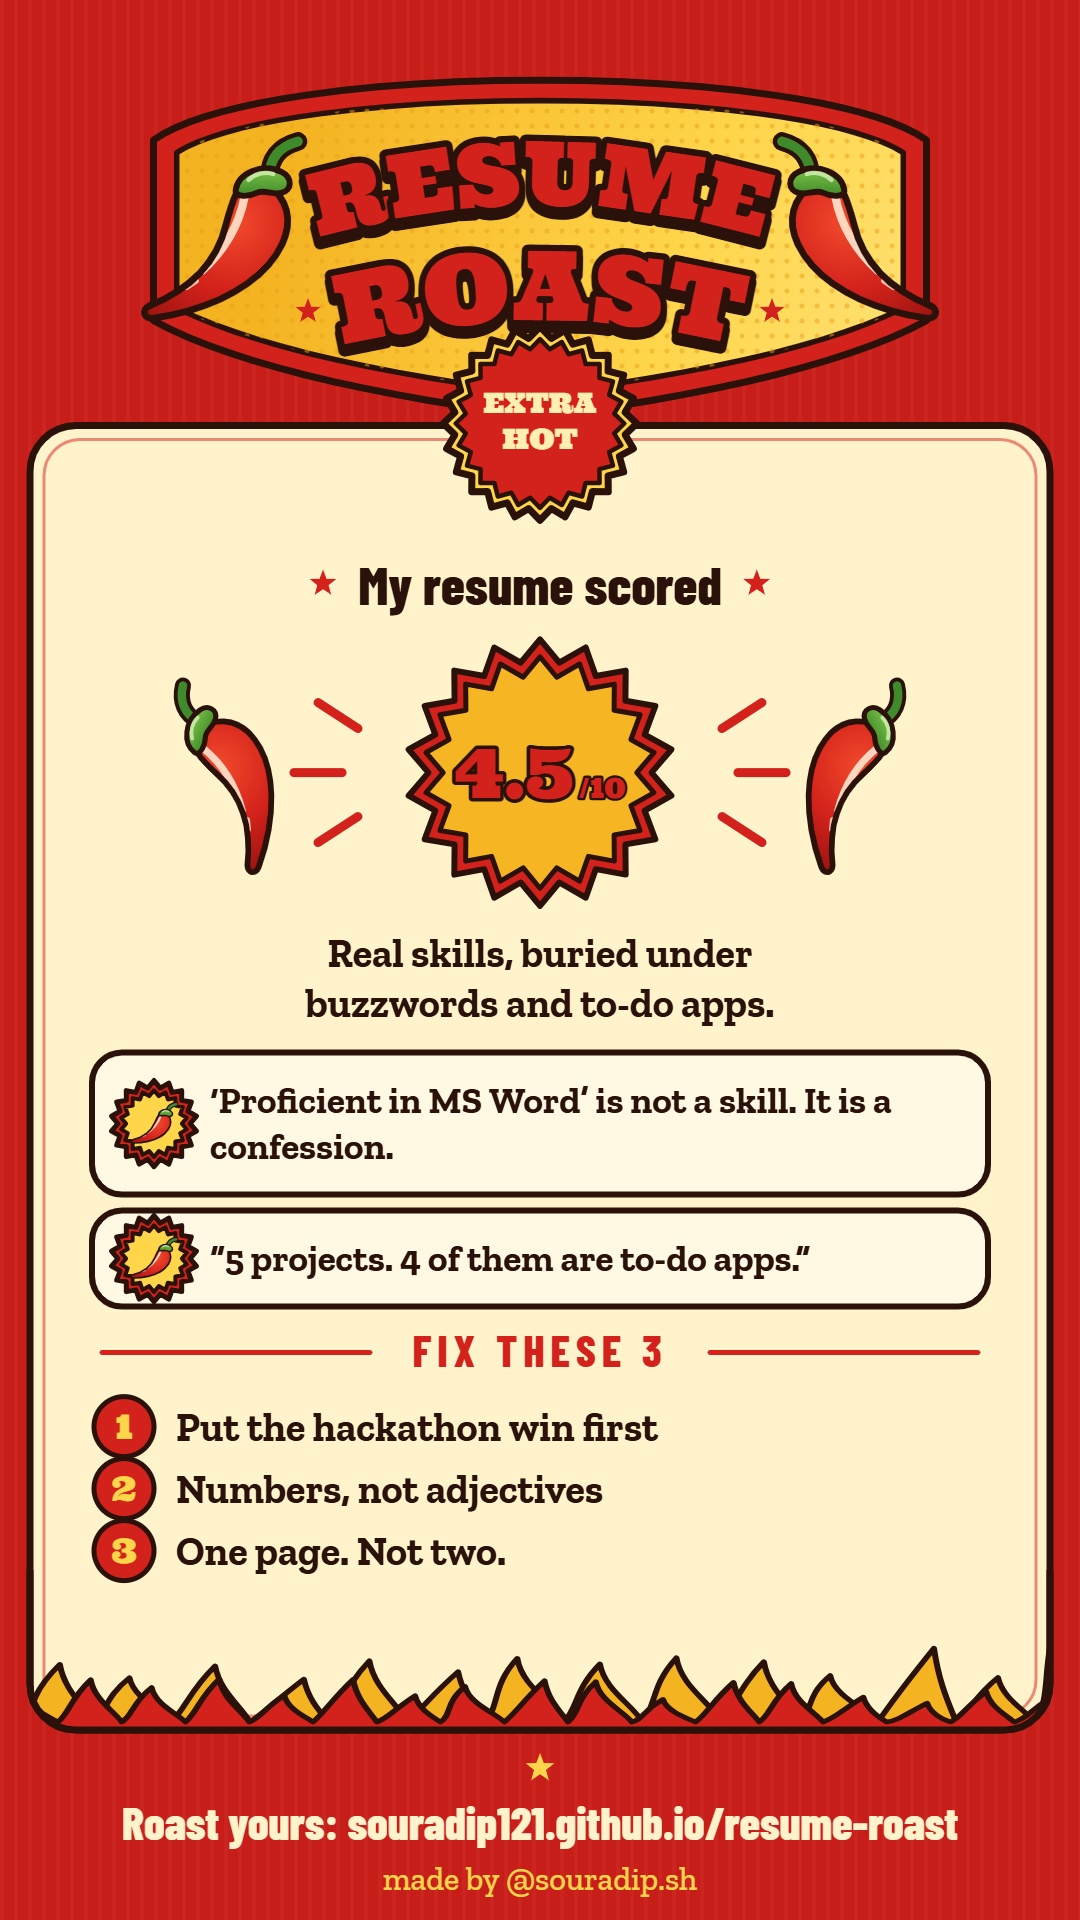 RESUME
ROAST
EXTRA
HOT
My resume scored
4.5/10
Real skills, buried under
buzzwords and to-do apps.
‘Proficient in MS Word’ is not a skill. It is a
confession.
“5 projects. 4 of them are to-do apps.”
FIX THESE 3
1 Put the hackathon win first
2 Numbers, not adjectives
3 One page. Not two.
Roast yours: souradip121.github.io/resume-roast
made by @souradip.sh